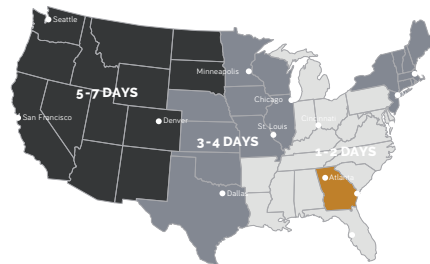 Seattle
Minneapolis
5-7 DAYS
Chicago
San Francisco
Denver
Cincinnati
St. Louis
3-4 DAYS
1-2 DAYS
Atlanta
Dallas